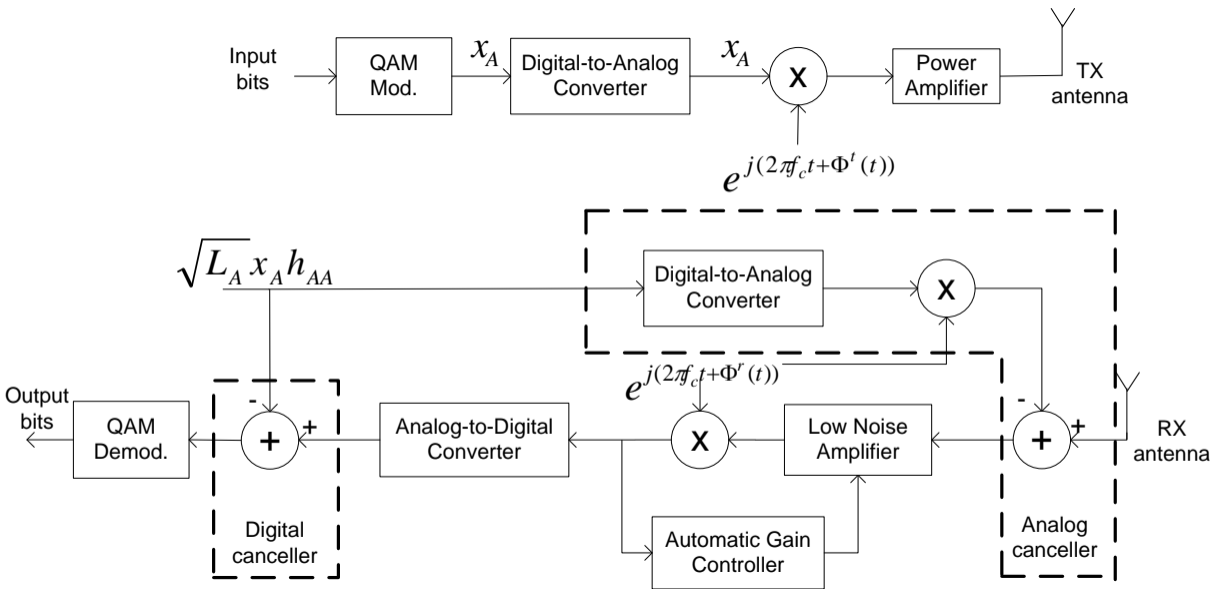 Input
bits
QAM
Mod.
x_A
Digital-to-Analog
Converter
x_A
X
Power
Amplifier
TX
antenna
e^{j(2πf_c t+Φ^t(t))}
√L_A x_A h_AA
Digital-to-Analog
Converter
X
e^{j(2πf_c t+Φ^r(t))}
Output
bits
QAM
Demod.
-
+
+
Digital
canceller
Analog-to-Digital
Converter
X
Low Noise
Amplifier
Automatic Gain
Controller
-
+
+
Analog
canceller
RX
antenna